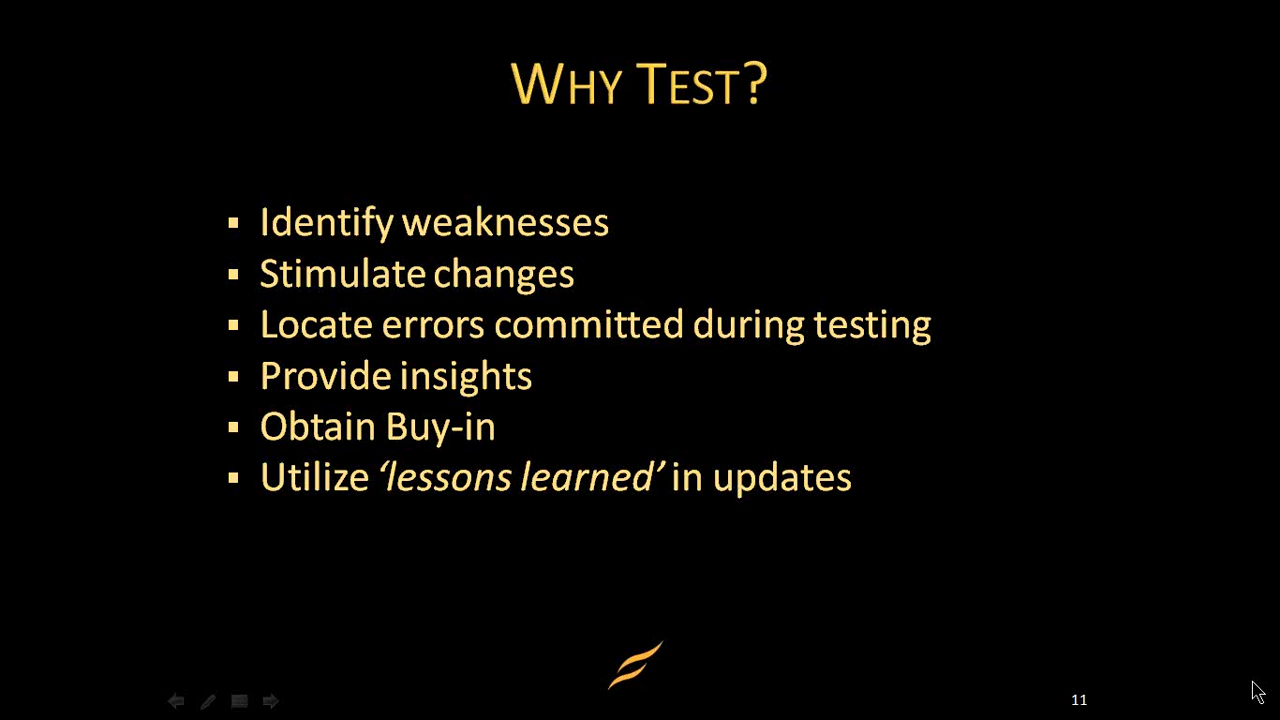 WHY TEST?
▪ Identify weaknesses
▪ Stimulate changes
▪ Locate errors committed during testing
▪ Provide insights
▪ Obtain Buy-in
▪ Utilize ‘lessons learned’ in updates
11